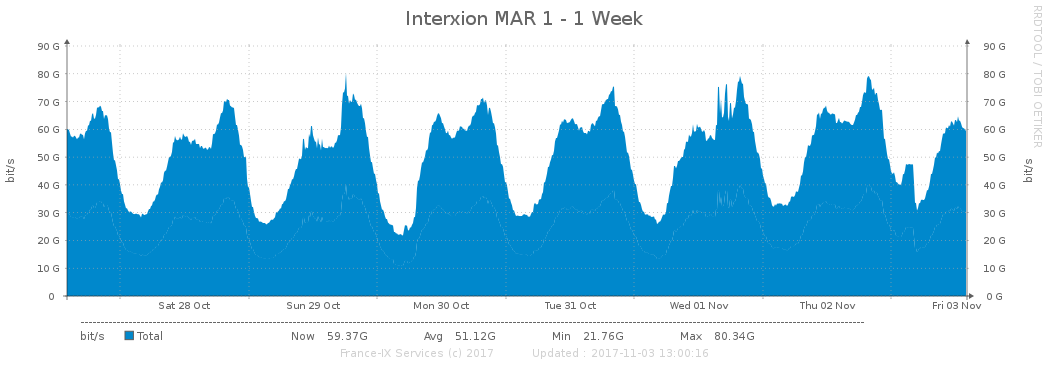 Interxion MAR 1 - 1 Week
RRDTOOL / TOBI OETIKER
90 G 90 G
80 G 80 G
70 G 70 G
60 G 60 G
50 G 50 G
40 G 40 G
30 G 30 G
20 G 20 G
10 G 10 G
0 0 G
bit/s bit/s
Sat 28 Oct Sun 29 Oct Mon 30 Oct Tue 31 Oct Wed 01 Nov Thu 02 Nov Fri 03 Nov
bit/s Total Now 59.37G Avg 51.12G Min 21.76G Max 80.34G
France-IX Services (c) 2017 Updated : 2017-11-03 13:00:16